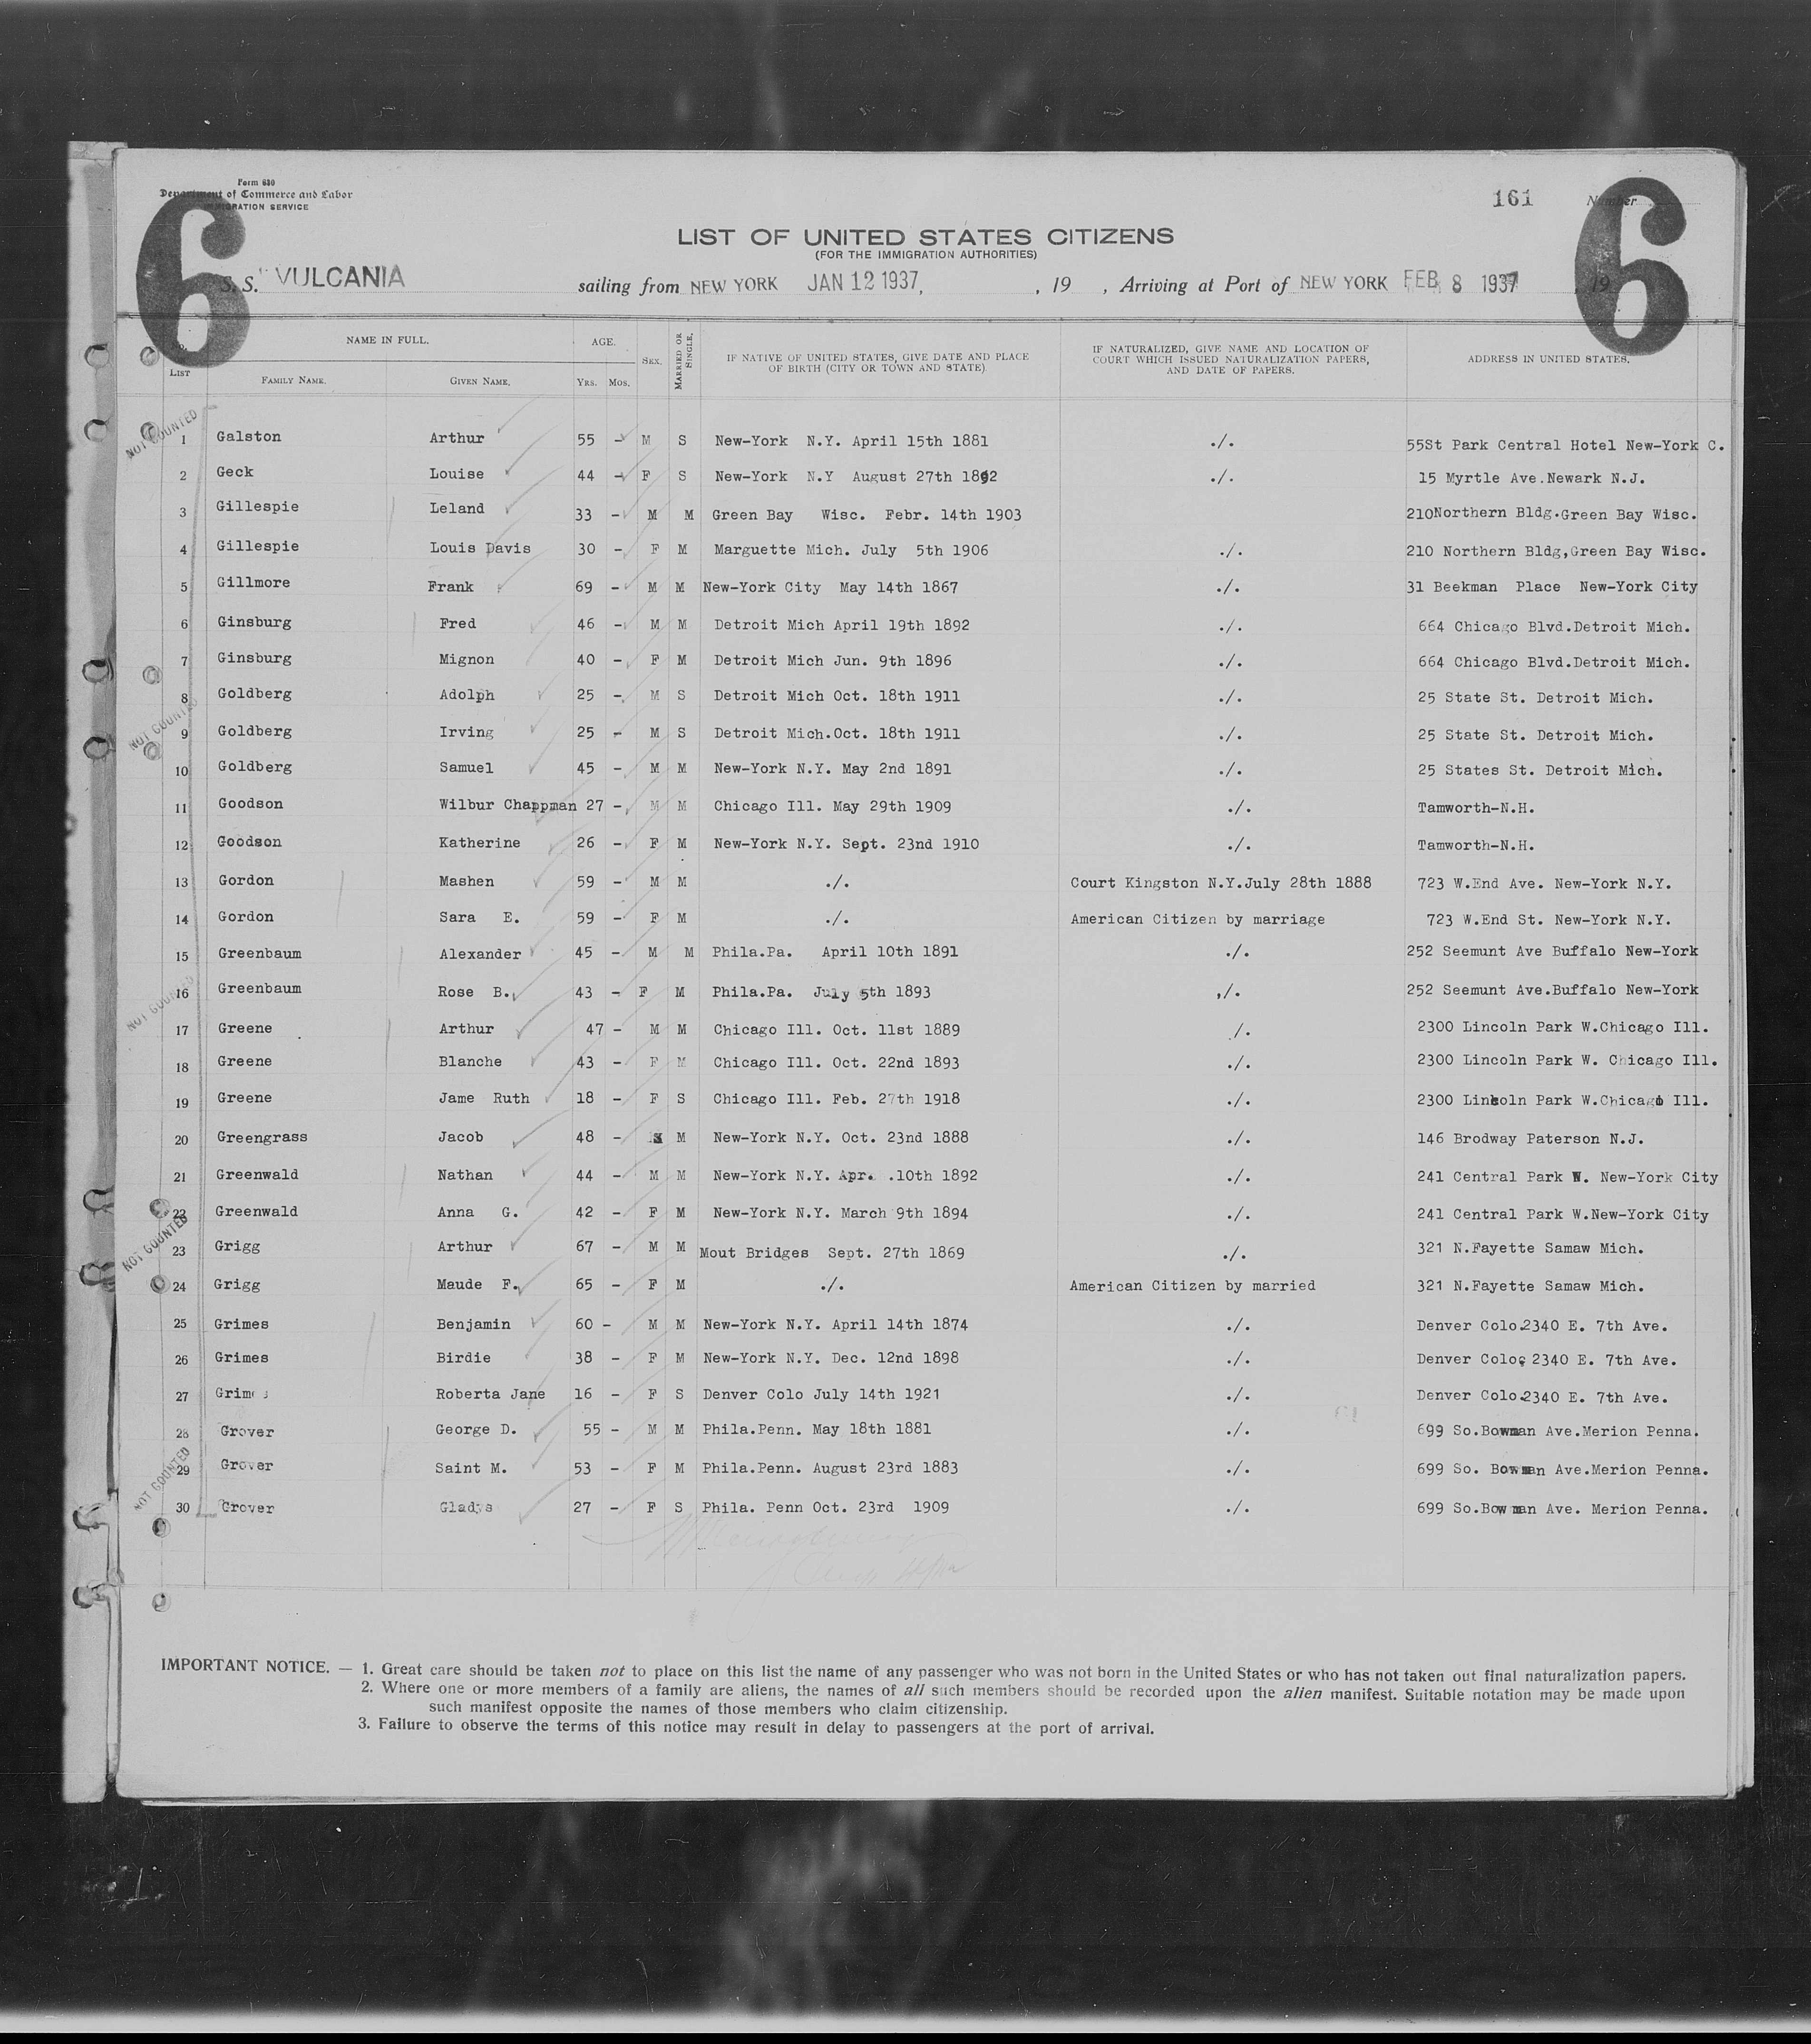 Form 630
Department of Commerce and Labor
IMMIGRATION SERVICE
161
Number
6
6
LIST OF UNITED STATES CITIZENS
(FOR THE IMMIGRATION AUTHORITIES)
S. S. VULCANIA sailing from NEW YORK JAN 12 1937, , 19 , Arriving at Port of NEW YORK FEB 8 1937 , 19
No. LIST
NAME IN FULL.
FAMILY NAME. GIVEN NAME.
AGE.
YRS. MOS.
SEX.
MARRIED OR SINGLE.
IF NATIVE OF UNITED STATES, GIVE DATE AND PLACE
OF BIRTH (CITY OR TOWN AND STATE)
IF NATURALIZED, GIVE NAME AND LOCATION OF
COURT WHICH ISSUED NATURALIZATION PAPERS,
AND DATE OF PAPERS.
ADDRESS IN UNITED STATES.
NOT COUNTED
1 Galston Arthur 55 - M S New-York N.Y. April 15th 1881 ./. 55St Park Central Hotel New-York C.
2 Geck Louise 44 - F S New-York N.Y August 27th 1892 ./. 15 Myrtle Ave.Newark N.J.
3 Gillespie Leland 33 - M M Green Bay Wisc. Febr. 14th 1903 210Northern Bldg.Green Bay Wisc.
4 Gillespie Louis Davis 30 - F M Marguette Mich. July 5th 1906 ./. 210 Northern Bldg,Green Bay Wisc.
5 Gillmore Frank 69 - M M New-York City May 14th 1867 ./. 31 Beekman Place New-York City
6 Ginsburg Fred 46 - M M Detroit Mich April 19th 1892 ./. 664 Chicago Blvd.Detroit Mich.
7 Ginsburg Mignon 40 - F M Detroit Mich Jun. 9th 1896 ./. 664 Chicago Blvd.Detroit Mich.
8 Goldberg Adolph 25 - M S Detroit Mich Oct. 18th 1911 ./. 25 State St. Detroit Mich.
NOT COUNTED
9 Goldberg Irving 25 - M S Detroit Mich.Oct. 18th 1911 ./. 25 State St. Detroit Mich.
10 Goldberg Samuel 45 - M M New-York N.Y. May 2nd 1891 ./. 25 States St. Detroit Mich.
11 Goodson Wilbur Chappman 27 - M M Chicago Ill. May 29th 1909 ./. Tamworth-N.H.
12 Goodson Katherine 26 - F M New-York N.Y. Sept. 23nd 1910 ./. Tamworth-N.H.
13 Gordon Mashen 59 - M M ./. Court Kingston N.Y.July 28th 1888 723 W.End Ave. New-York N.Y.
14 Gordon Sara E. 59 - F M ./. American Citizen by marriage 723 W.End St. New-York N.Y.
15 Greenbaum Alexander 45 - M M Phila.Pa. April 10th 1891 ./. 252 Seemunt Ave Buffalo New-York
NOT COUNTED
16 Greenbaum Rose B. 43 - F M Phila.Pa. July 5th 1893 ,/. 252 Seemunt Ave.Buffalo New-York
17 Greene Arthur 47 - M M Chicago Ill. Oct. 11st 1889 ./. 2300 Lincoln Park W.Chicago Ill.
18 Greene Blanche 43 - F M Chicago Ill. Oct. 22nd 1893 ./. 2300 Lincoln Park W. Chicago Ill.
19 Greene Jame Ruth 18 - F S Chicago Ill. Feb. 27th 1918 ./. 2300 Lincoln Park W.Chicago Ill.
20 Greengrass Jacob 48 - M New-York N.Y. Oct. 23nd 1888 ./. 146 Brodway Paterson N.J.
21 Greenwald Nathan 44 - M M New-York N.Y. Apr. .10th 1892 ./. 241 Central Park W. New-York City
22 Greenwald Anna G. 42 - F M New-York N.Y. March 9th 1894 ./. 241 Central Park W.New-York City
NOT COUNTED
23 Grigg Arthur 67 - M M Mout Bridges Sept. 27th 1869 ./. 321 N.Fayette Samaw Mich.
24 Grigg Maude F. 65 - F M ./. American Citizen by married 321 N.Fayette Samaw Mich.
25 Grimes Benjamin 60 - M M New-York N.Y. April 14th 1874 ./. Denver Colo.2340 E. 7th Ave.
26 Grimes Birdie 38 - F M New-York N.Y. Dec. 12nd 1898 ./. Denver Colo, 2340 E. 7th Ave.
27 Grimes Roberta Jane 16 - F S Denver Colo July 14th 1921 ./. Denver Colo.2340 E. 7th Ave.
28 Grover George D. 55 - M M Phila.Penn. May 18th 1881 ./. 699 So.Bowman Ave.Merion Penna.
NOT COUNTED
29 Grover Saint M. 53 - F M Phila.Penn. August 23rd 1883 ./. 699 So. Bowman Ave.Merion Penna.
30 Grover Gladys 27 - F S Phila. Penn Oct. 23rd 1909 ./. 699 So.Bowman Ave. Merion Penna.
IMPORTANT NOTICE. — 1. Great care should be taken not to place on this list the name of any passenger who was not born in the United States or who has not taken out final naturalization papers.
2. Where one or more members of a family are aliens, the names of all such members should be recorded upon the alien manifest. Suitable notation may be made upon
such manifest opposite the names of those members who claim citizenship.
3. Failure to observe the terms of this notice may result in delay to passengers at the port of arrival.